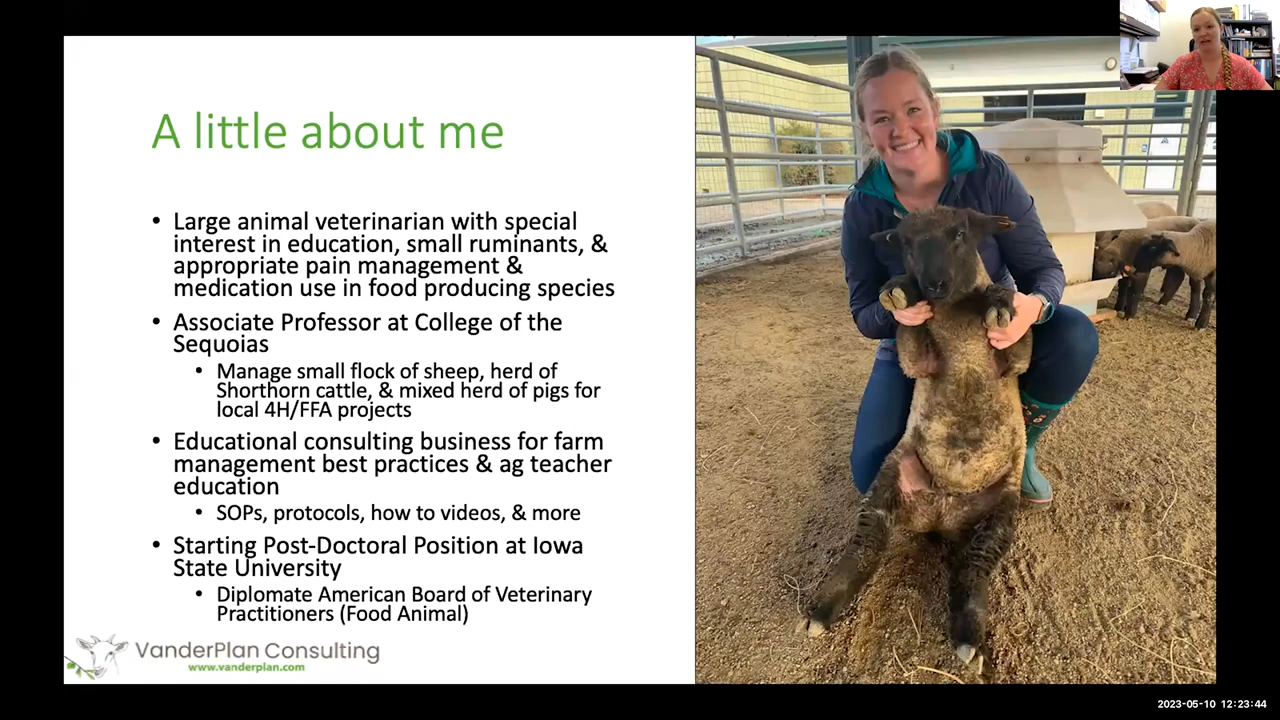 A little about me
• Large animal veterinarian with special
interest in education, small ruminants, &
appropriate pain management &
medication use in food producing species
• Associate Professor at College of the
Sequoias
• Manage small flock of sheep, herd of
Shorthorn cattle, & mixed herd of pigs for
local 4H/FFA projects
• Educational consulting business for farm
management best practices & ag teacher
education
• SOPs, protocols, how to videos, & more
• Starting Post-Doctoral Position at Iowa
State University
• Diplomate American Board of Veterinary
Practitioners (Food Animal)
VanderPlan Consulting
www.vanderplan.com
2023-05-10 12:23:44